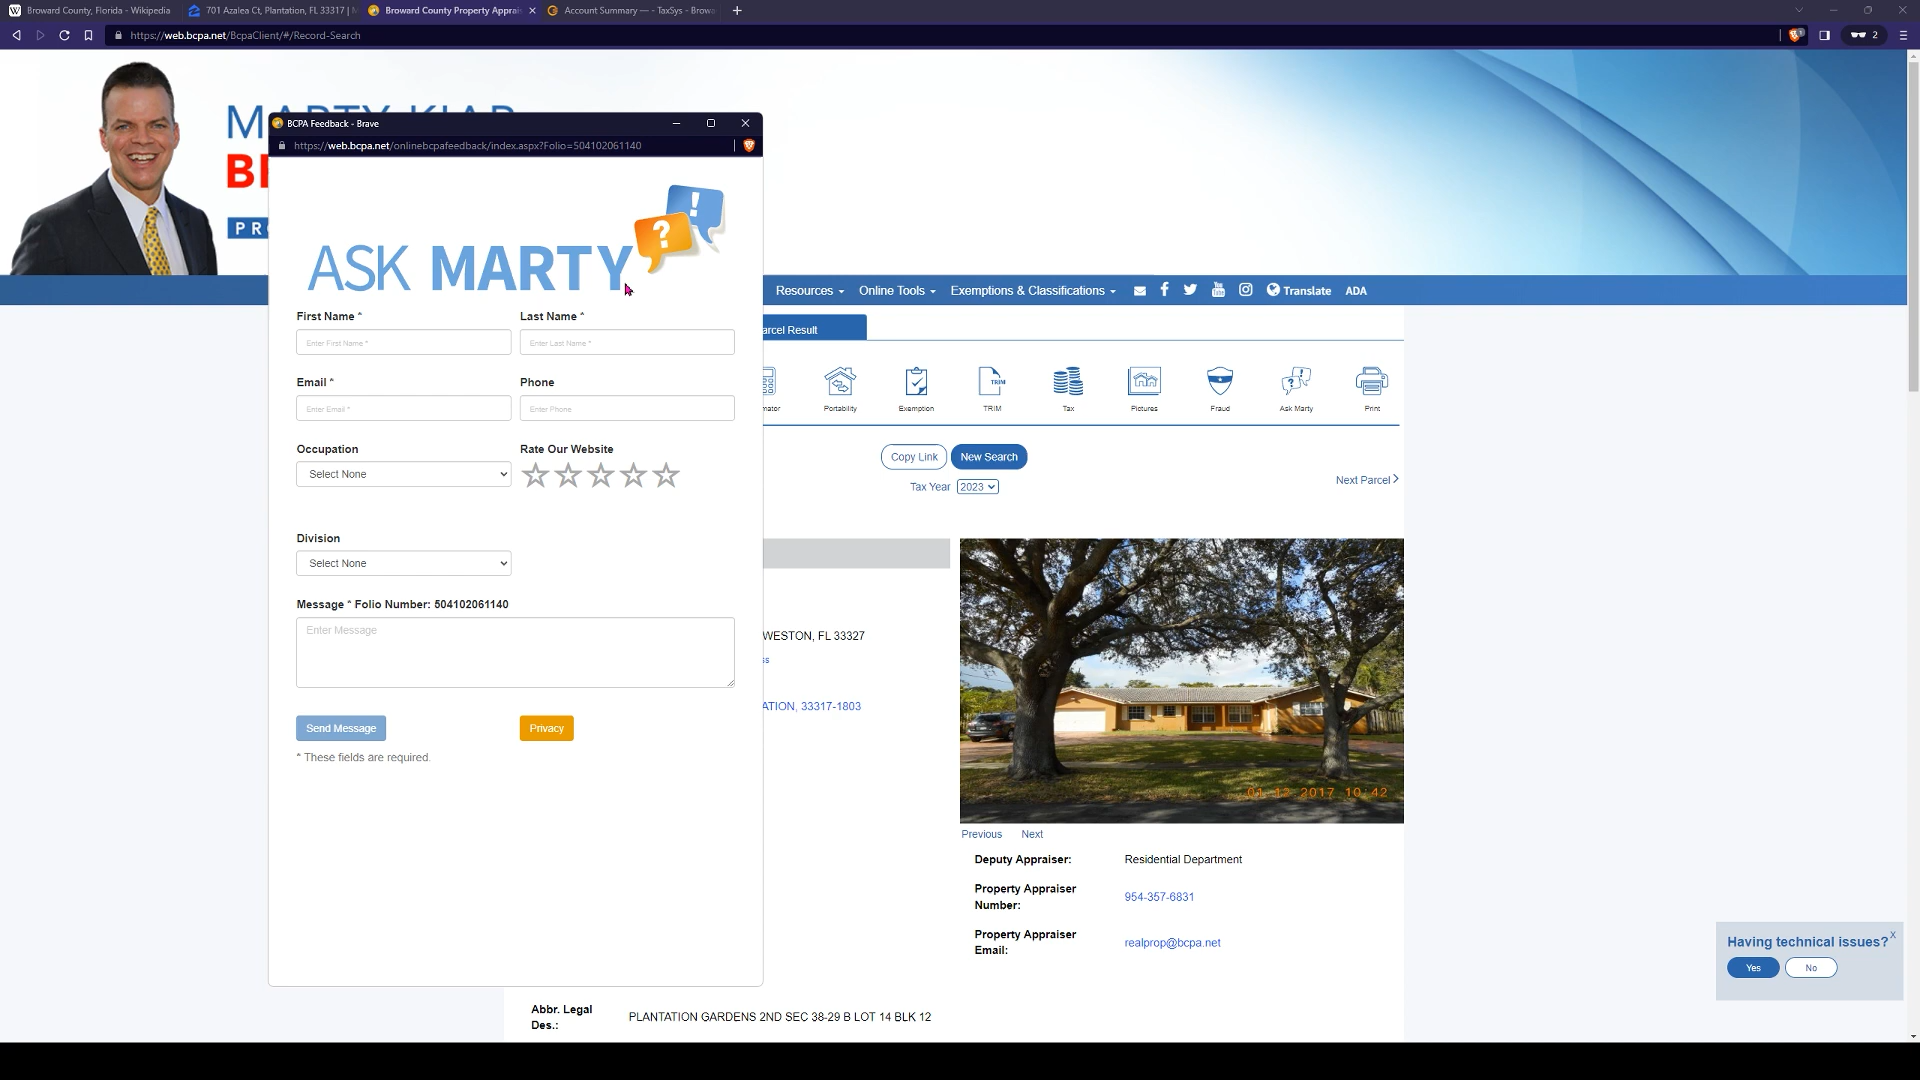 Broward County, Florida - Wikipedia
701 Azalea Ct, Plantation, FL 33317 |
Broward County Property Apprai
Account Summary — - TaxSys - Browa
https://web.bcpa.net/BcpaClient/#/Record-Search
2
BCPA Feedback - Brave
https://web.bcpa.net/onlinebcpafeedback/index.aspx?Folio=504102061140
ASK MARTY
Resources
Online Tools
Exemptions & Classifications
Translate
ADA
First Name *
Last Name *
Enter First Name *
Enter Last Name *
arcel Result
Email *
Phone
Enter Email *
Enter Phone
mator
Portability
Exemption
TRIM
TRIM
Tax
Pictures
Fraud
Ask Marty
Print
Occupation
Rate Our Website
Select None
Copy Link
New Search
Tax Year 2023
Next Parcel
Division
Select None
Message * Folio Number: 504102061140
Enter Message
WESTON, FL 33327
ss
ATION, 33317-1803
Send Message
Privacy
* These fields are required.
01 12 2017 10:42
Previous
Next
Deputy Appraiser:
Residential Department
Property Appraiser
Number:
954-357-6831
Property Appraiser
Email:
realprop@bcpa.net
Having technical issues?
X
Yes
No
Abbr. Legal
Des.:
PLANTATION GARDENS 2ND SEC 38-29 B LOT 14 BLK 12